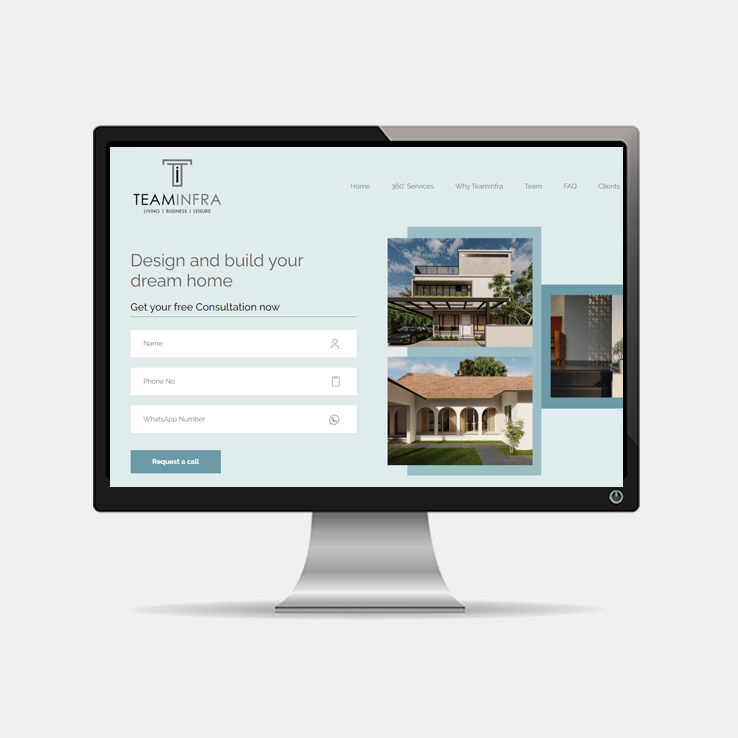 TEAMINFRA
LIVING | BUSINESS | LEISURE
Home 360° Services Why TeamInfra Team FAQ Clients
Design and build your
dream home
Get your free Consultation now
Name
Phone No
WhatsApp Number
Request a call